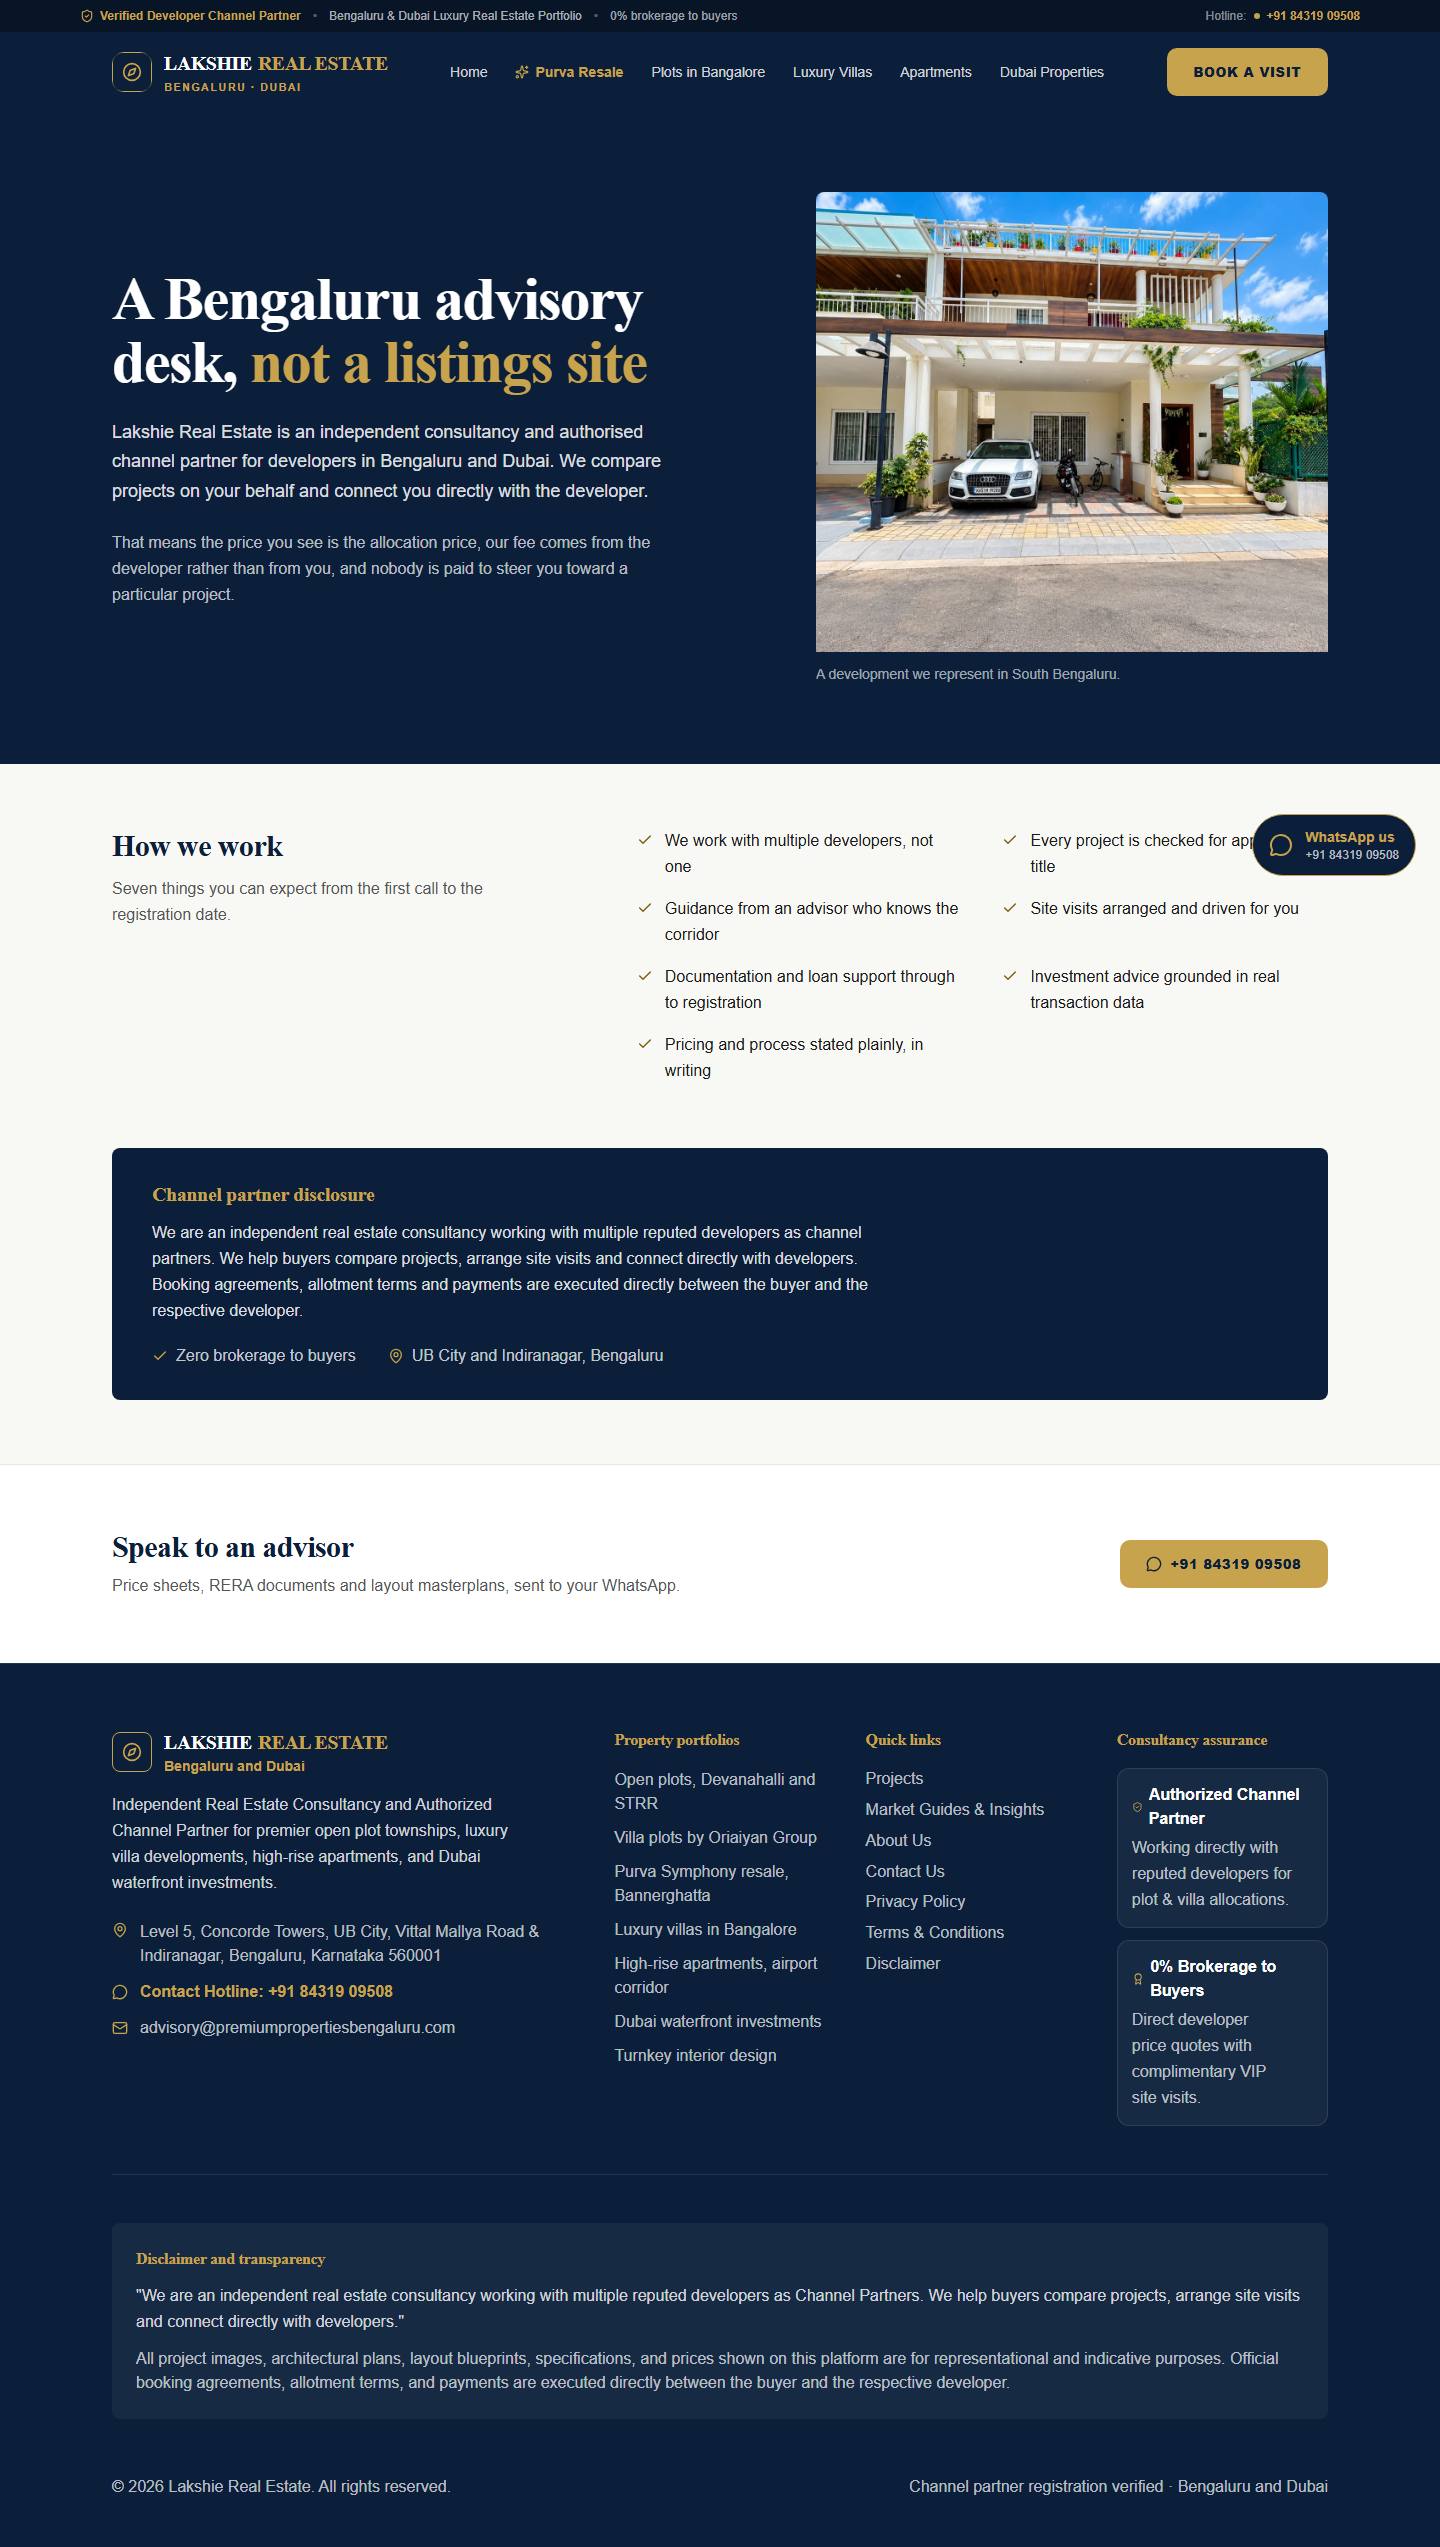 Verified Developer Channel Partner • Bengaluru & Dubai Luxury Real Estate Portfolio • 0% brokerage to buyers
Hotline: • +91 84319 09508
LAKSHIE REAL ESTATE
BENGALURU · DUBAI
Home
Purva Resale
Plots in Bangalore
Luxury Villas
Apartments
Dubai Properties
BOOK A VISIT
A Bengaluru advisory
desk, not a listings site
Lakshie Real Estate is an independent consultancy and authorised
channel partner for developers in Bengaluru and Dubai. We compare
projects on your behalf and connect you directly with the developer.
That means the price you see is the allocation price, our fee comes from the
developer rather than from you, and nobody is paid to steer you toward a
particular project.
A development we represent in South Bengaluru.
How we work
Seven things you can expect from the first call to the
registration date.
We work with multiple developers, not
one
Every project is checked for
title
WhatsApp us
+91 84319 09508
Guidance from an advisor who knows the
corridor
Site visits arranged and driven for you
Documentation and loan support through
to registration
Investment advice grounded in real
transaction data
Pricing and process stated plainly, in
writing
Channel partner disclosure
We are an independent real estate consultancy working with multiple reputed developers as channel
partners. We help buyers compare projects, arrange site visits and connect directly with developers.
Booking agreements, allotment terms and payments are executed directly between the buyer and the
respective developer.
Zero brokerage to buyers
UB City and Indiranagar, Bengaluru
Speak to an advisor
Price sheets, RERA documents and layout masterplans, sent to your WhatsApp.
+91 84319 09508
LAKSHIE REAL ESTATE
Bengaluru and Dubai
Independent Real Estate Consultancy and Authorized
Channel Partner for premier open plot townships, luxury
villa developments, high-rise apartments, and Dubai
waterfront investments.
Level 5, Concorde Towers, UB City, Vittal Mallya Road &
Indiranagar, Bengaluru, Karnataka 560001
Contact Hotline: +91 84319 09508
advisory@premiumpropertiesbengaluru.com
Property portfolios
Open plots, Devanahalli and
STRR
Villa plots by Oriaiyan Group
Purva Symphony resale,
Bannerghatta
Luxury villas in Bangalore
High-rise apartments, airport
corridor
Dubai waterfront investments
Turnkey interior design
Quick links
Projects
Market Guides & Insights
About Us
Contact Us
Privacy Policy
Terms & Conditions
Disclaimer
Consultancy assurance
Authorized Channel
Partner
Working directly with
reputed developers for
plot & villa allocations.
0% Brokerage to
Buyers
Direct developer
price quotes with
complimentary VIP
site visits.
Disclaimer and transparency
"We are an independent real estate consultancy working with multiple reputed developers as Channel Partners. We help buyers compare projects, arrange site visits
and connect directly with developers."
All project images, architectural plans, layout blueprints, specifications, and prices shown on this platform are for representational and indicative purposes. Official
booking agreements, allotment terms, and payments are executed directly between the buyer and the respective developer.
© 2026 Lakshie Real Estate. All rights reserved.
Channel partner registration verified · Bengaluru and Dubai